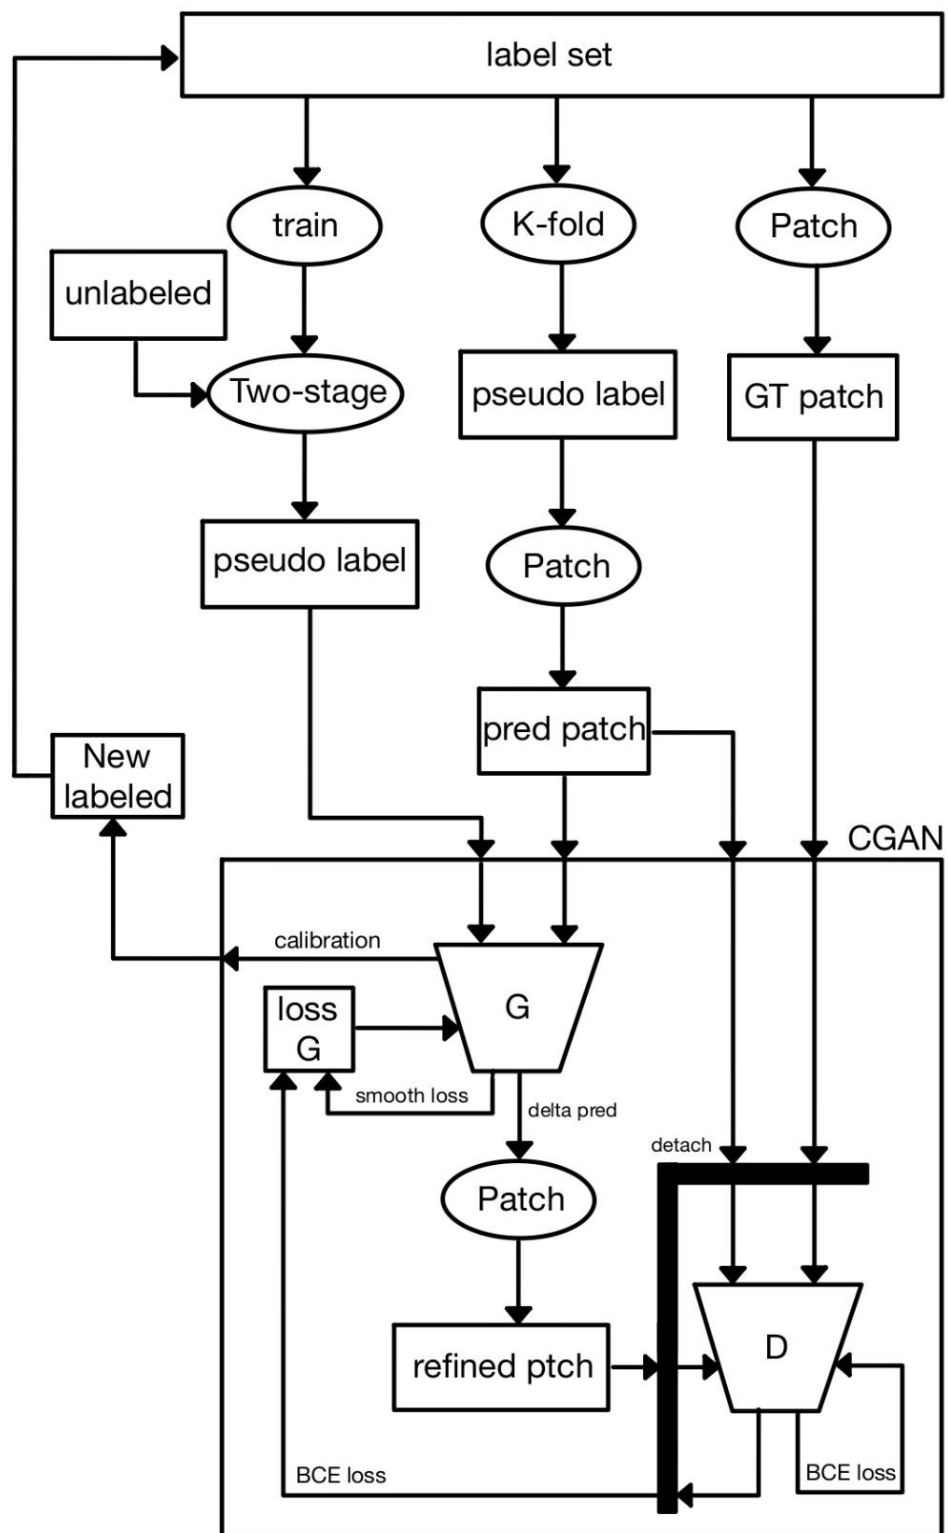 label set
train
K-fold
Patch
unlabeled
Two-stage
pseudo label
GT patch
pseudo label
Patch
pred patch
New
labeled
CGAN
calibration
G
loss
G
smooth loss
delta pred
detach
Patch
D
refined ptch
BCE loss
BCE loss